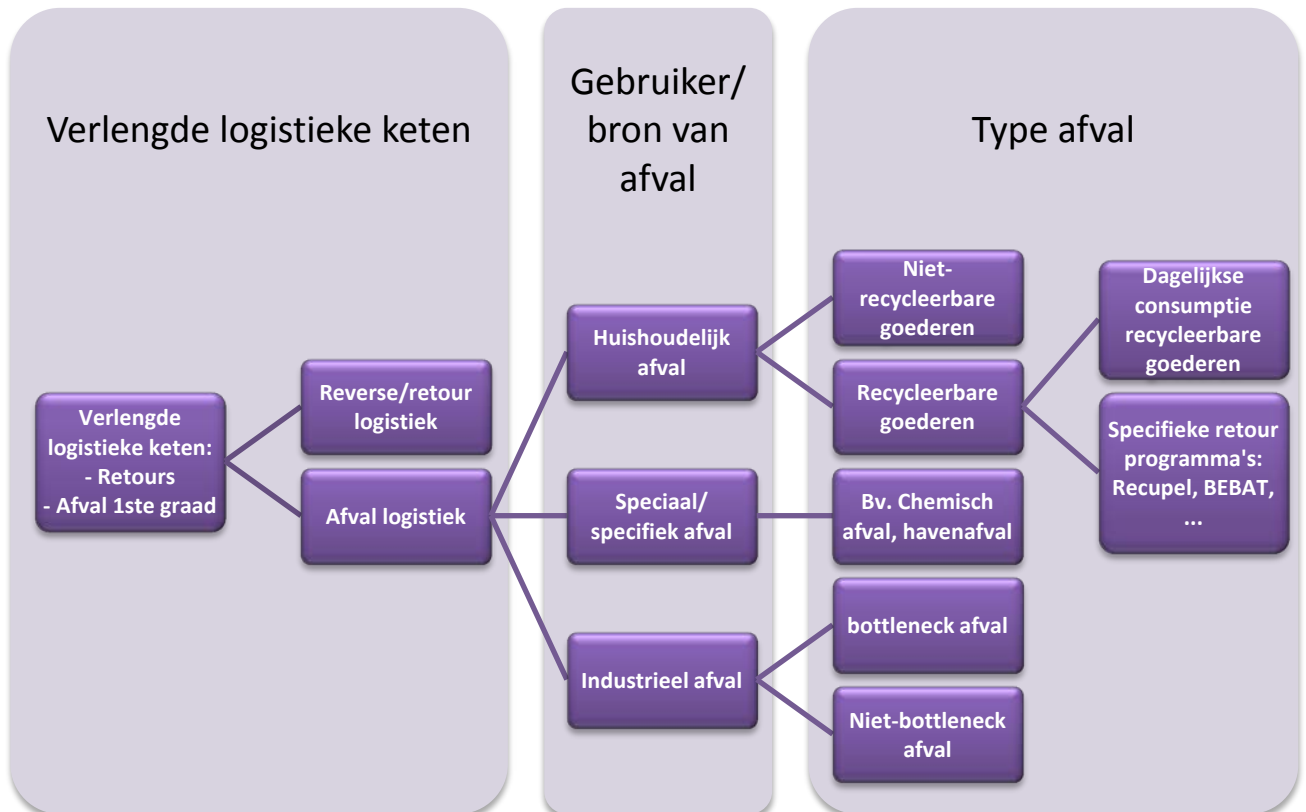 Verlengde logistieke keten
Gebruiker/
bron van
afval
Type afval
Verlengde
logistieke keten:
- Retours
- Afval 1ste graad
Reverse/retour
logistiek
Afval logistiek
Huishoudelijk
afval
Speciaal/
specifiek afval
Industrieel afval
Niet-
recycleerbare
goederen
Recycleerbare
goederen
Bv. Chemisch
afval, havenafval
bottleneck afval
Niet-bottleneck
afval
Dagelijkse
consumptie
recycleerbare
goederen
Specifieke retour
programma's:
Recupel, BEBAT,
...